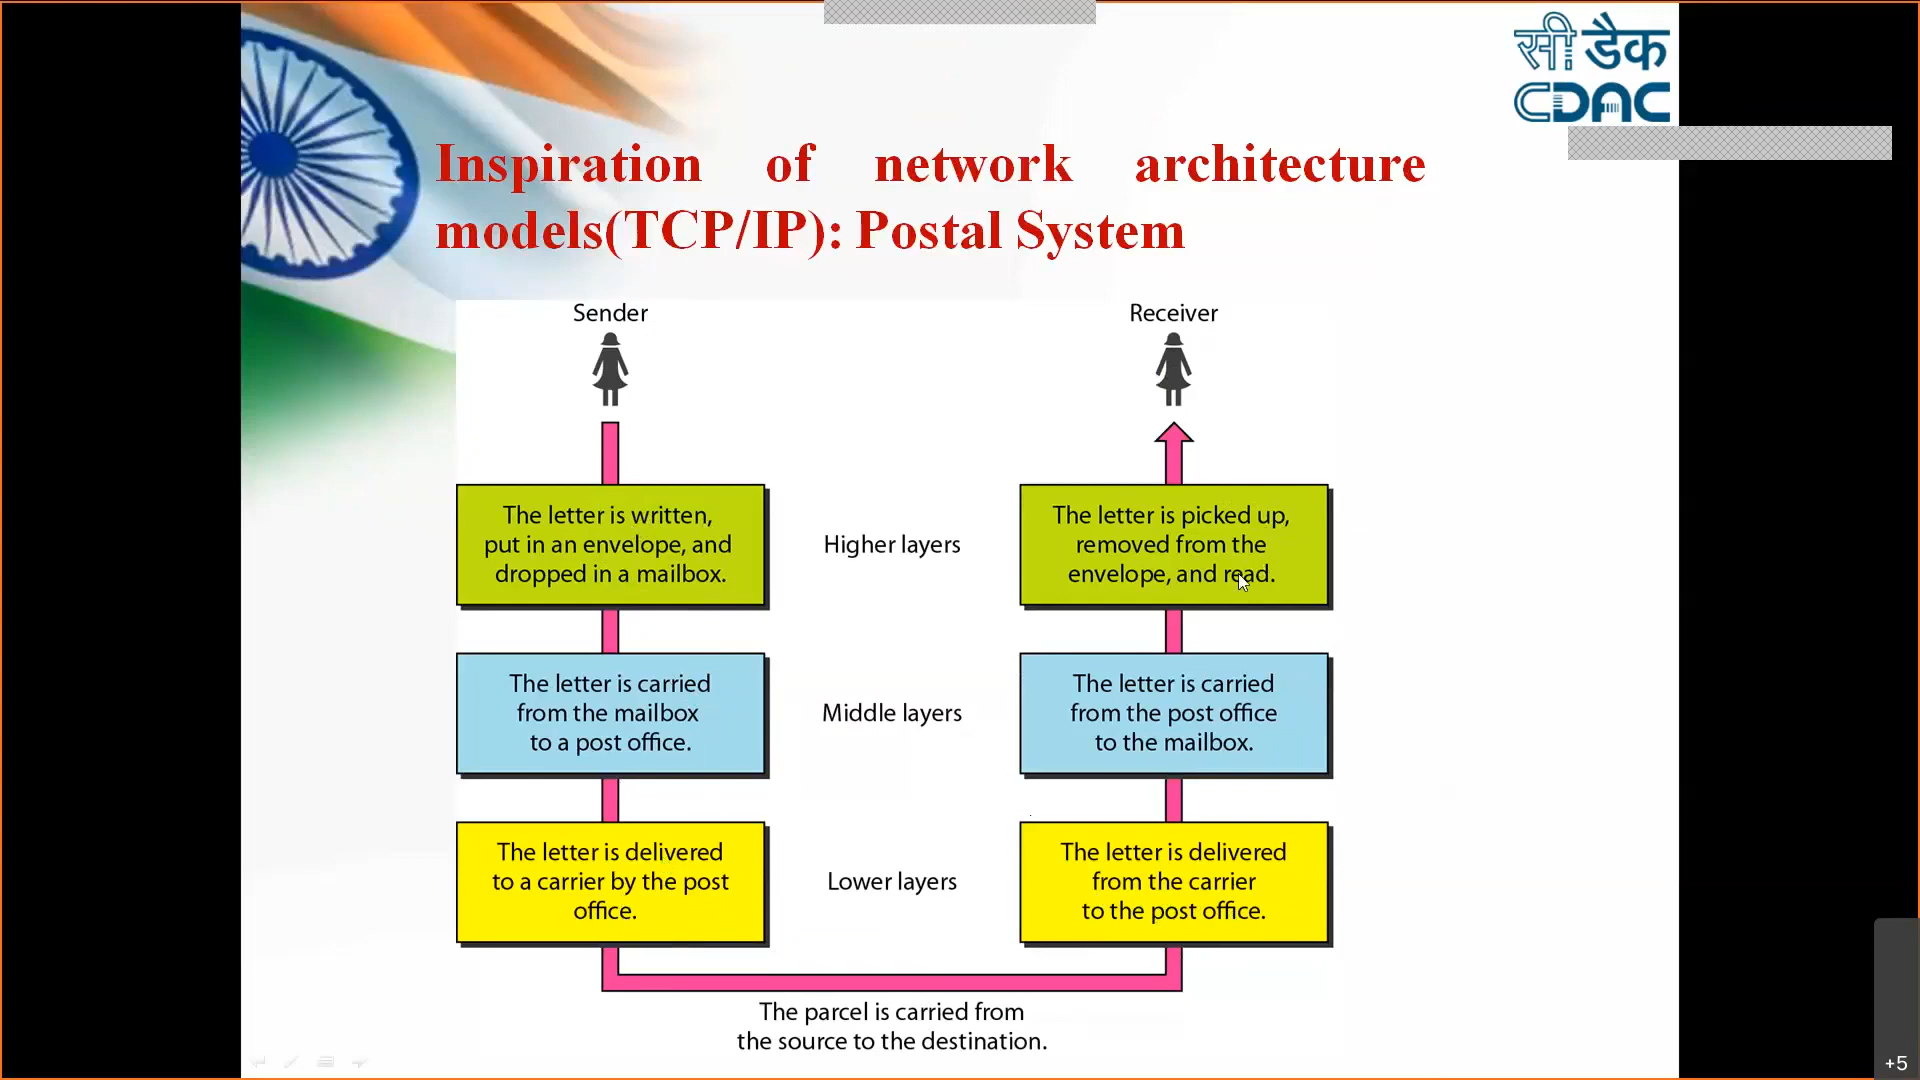 सी डैक
CDAC
Inspiration of network architecture
models(TCP/IP): Postal System
Sender
Receiver
The letter is written,
put in an envelope, and
dropped in a mailbox.
Higher layers
The letter is picked up,
removed from the
envelope, and read.
The letter is carried
from the mailbox
to a post office.
Middle layers
The letter is carried
from the post office
to the mailbox.
The letter is delivered
to a carrier by the post
office.
Lower layers
The letter is delivered
from the carrier
to the post office.
The parcel is carried from
the source to the destination.
+5